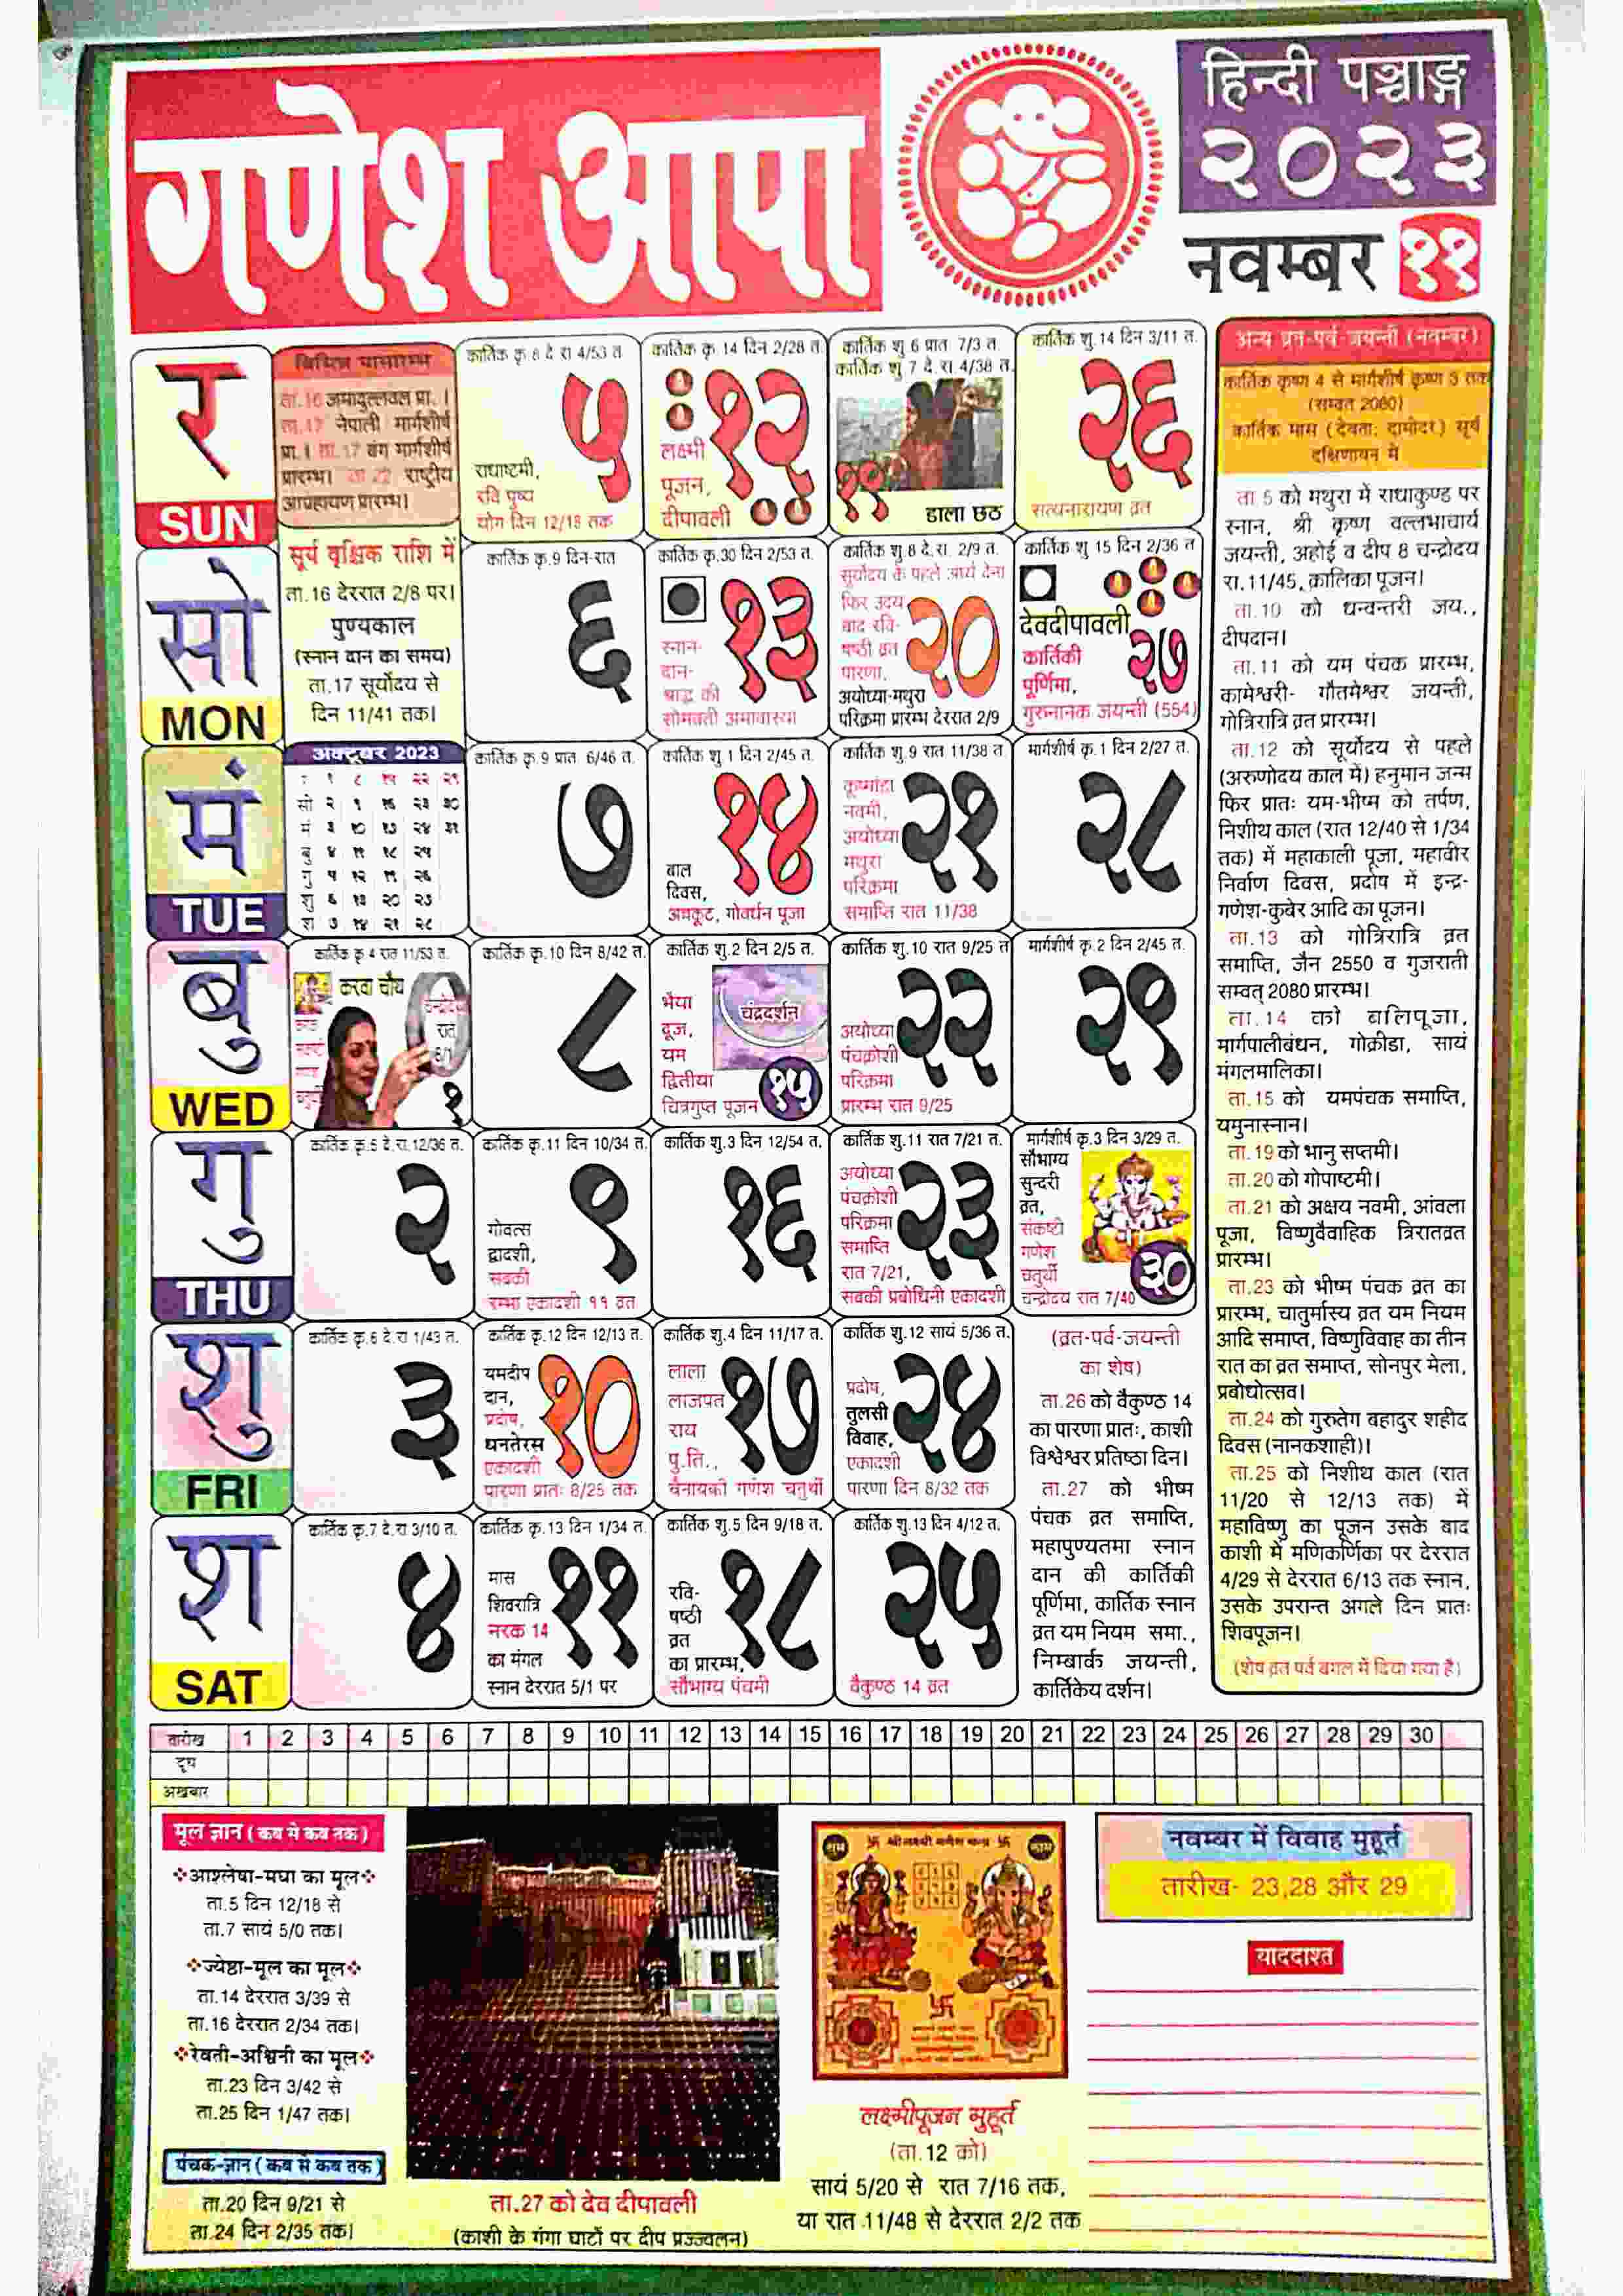 गणेश आपा
हिन्दी पञ्चाङ्ग
२०२३
नवम्बर ११
र
SUN
विविध मासारम्भ
ता.16 जमादुल्लवल प्रा. ।
ता.17 नेपाली मार्गशीर्ष
प्रा.। ता.17 बंग मार्गशीर्ष
प्रारम्भ। ता 22 राष्ट्रीय
आग्रहायण प्रारम्भ।
कार्तिक कृ.8 दे रा 4/53 त
५
राधाष्टमी,
रवि पुष्य
योग दिन 12/18 तक
कार्तिक कृ 14 दिन 2/28 त.
१२
लक्ष्मी
पूजन,
दीपावली
कार्तिक शु 6 प्रात 7/3 त.
कार्तिक शु 7 दे. रा. 4/38 त.
१९
डाला छठ
कार्तिक शु.14 दिन 3/11 त.
२६
सत्यनारायण व्रत
सो
MON
सूर्य वृश्चिक राशि में
ता.16 देररात 2/8 पर।
पुण्यकाल
(स्नान दान का समय)
ता.17 सूर्योदय से
दिन 11/41 तक।
कार्तिक कृ.9 दिन-रात
६
कार्तिक कृ.30 दिन 2/53 त.
१३
स्नान-
दान-
श्राद्ध की
सोमवती अमावास्या
कार्तिक शु.8 दे.रा. 2/9 त.
सूर्योदय के पहले अर्घ्य देना
फिर उदय
बाद रवि-
षष्ठी व्रत
पारणा,
२०
अयोध्या-मथुरा
परिक्रमा प्रारम्भ देररात 2/9
कार्तिक शु 15 दिन 2/36 त
देवदीपावली,
कार्तिकी
पूर्णिमा,
२७
गुरुनानक जयन्ती (554)
मं
TUE
अक्टूबर 2023
र १ ८ १५ २२ २९
सो २ ९ १६ २३ ३०
मं ३ १० १७ २४ ३१
बु ४ ११ १८ २५
गु ५ १२ १९ २६
शु ६ १३ २० २७
श ७ १४ २१ २८
कार्तिक कृ.9 प्रात 6/46 त.
७
कार्तिक शु 1 दिन 2/45 त.
१४
बाल
दिवस,
अन्नकूट, गोवर्धन पूजा
कार्तिक शु.9 रात 11/38 त
कूष्मांडा
नवमी,
अयोध्या
मथुरा
परिक्रमा
समाप्ति रात 11/38
२१
मार्गशीर्ष कृ.1 दिन 2/27 त.
२८
बु
WED
कार्तिक कृ 4 रात 11/53 त.
करवा चौथ
चन्द्रोदय
रात
१
कार्तिक कृ.10 दिन 8/42 त.
८
कार्तिक शु.2 दिन 2/5 त.
भैया
दूज,
यम
द्वितीया
चित्रगुप्त पूजन
चंद्रदर्शन
१५
कार्तिक शु.10 रात 9/25 त
अयोध्या
पंचक्रोशी
परिक्रमा
प्रारम्भ रात 9/25
२२
मार्गशीर्ष कृ.2 दिन 2/45 त.
२९
गु
THU
कार्तिक कृ.5 दे.रा.12/36 त.
२
कार्तिक कृ.11 दिन 10/34 त.
९
गोवत्स
द्वादशी,
सबकी
रम्भा एकादशी ११ व्रत
कार्तिक शु.3 दिन 12/54 त.
१६
कार्तिक शु.11 रात 7/21 त.
अयोध्या
पंचक्रोशी
परिक्रमा
समाप्ति
रात 7/21,
सबकी प्रबोधिनी एकादशी
२३
मार्गशीर्ष कृ.3 दिन 3/29 त.
सौभाग्य
सुन्दरी
व्रत,
संकष्टी
गणेश
चतुर्थी
चन्द्रोदय रात 7/40
३०
शु
FRI
कार्तिक कृ.6 दे.रा 1/43 त.
३
कार्तिक कृ.12 दिन 12/13 त.
यमदीप
दान,
प्रदोष,
धनतेरस
एकादशी
पारणा प्रातः 8/25 तक
१०
कार्तिक शु.4 दिन 11/17 त.
लाला
लाजपत
राय
पु.ति.,
वैनायकी गणेश चतुर्थी
१७
कार्तिक शु.12 सायं 5/36 त.
प्रदोष,
तुलसी
विवाह,
एकादशी
पारणा दिन 8/32 तक
२४
श
SAT
कार्तिक कृ.7 दे.रा 3/10 त.
४
कार्तिक कृ.13 दिन 1/34 त.
मास
शिवरात्रि
नरक 14
का मंगल
स्नान देररात 5/1 पर
११
कार्तिक शु.5 दिन 9/18 त.
रवि-
षष्ठी
व्रत
का प्रारम्भ,
सौभाग्य पंचमी
१८
कार्तिक शु.13 दिन 4/12 त.
२५
वैकुण्ठ 14 व्रत
(व्रत-पर्व-जयन्ती
का शेष)
ता.26 को वैकुण्ठ 14
का पारणा प्रातः, काशी
विश्वेश्वर प्रतिष्ठा दिन।
ता.27 को भीष्म
पंचक व्रत समाप्ति,
महापुण्यतमा स्नान
दान की कार्तिकी
पूर्णिमा, कार्तिक स्नान
व्रत यम नियम समा.,
निम्बार्क जयन्ती,
कार्तिकेय दर्शन।
अन्य व्रत-पर्व-जयन्ती (नवम्बर)
कार्तिक कृष्ण 4 से मार्गशीर्ष कृष्ण 3 तक
(सम्वत 2080)
कार्तिक मास (देवता: दामोदर) सूर्य
दक्षिणायन में
ता 5 को मथुरा में राधाकुण्ड पर
स्नान, श्री कृष्ण वल्लभाचार्य
जयन्ती, अहोई व दीप 8 चन्द्रोदय
रा.11/45, कालिका पूजन।
ता.10 को धन्वन्तरी जय.,
दीपदान।
ता.11 को यम पंचक प्रारम्भ,
कामेश्वरी- गौतमेश्वर जयन्ती,
गोत्रिरात्रि व्रत प्रारम्भ।
ता.12 को सूर्योदय से पहले
(अरुणोदय काल में) हनुमान जन्म
फिर प्रातः यम-भीष्म को तर्पण,
निशीथ काल (रात 12/40 से 1/34
तक) में महाकाली पूजा, महावीर
निर्वाण दिवस, प्रदोष में इन्द्र-
गणेश-कुबेर आदि का पूजन।
ता.13 को गोत्रिरात्रि व्रत
समाप्ति, जैन 2550 व गुजराती
सम्वत् 2080 प्रारम्भ।
ता.14 को बालिपूजा,
मार्गपालीबंधन, गोक्रीडा, सायं
मंगलमालिका।
ता.15 को यमपंचक समाप्ति,
यमुनास्नान।
ता.19 को भानु सप्तमी।
ता.20 को गोपाष्टमी।
ता.21 को अक्षय नवमी, आंवला
पूजा, विष्णुवैवाहिक त्रिरातव्रत
प्रारम्भ।
ता.23 को भीष्म पंचक व्रत का
प्रारम्भ, चातुर्मास्य व्रत यम नियम
आदि समाप्त, विष्णुविवाह का तीन
रात का व्रत समाप्त, सोनपुर मेला,
प्रबोधोत्सव।
ता.24 को गुरुतेग बहादुर शहीद
दिवस (नानकशाही)।
ता.25 को निशीथ काल (रात
11/20 से 12/13 तक) में
महाविष्णु का पूजन उसके बाद
काशी में मणिकर्णिका पर देररात
4/29 से देररात 6/13 तक स्नान,
उसके उपरान्त अगले दिन प्रातः
शिवपूजन।
(शेष व्रत पर्व बगल में दिया गया है)
तारीख 1 2 3 4 5 6 7 8 9 10 11 12 13 14 15 16 17 18 19 20 21 22 23 24 25 26 27 28 29 30
दूध
अखबार
मूल ज्ञान ( कब से कब तक )
आश्लेषा-मघा का मूल
ता.5 दिन 12/18 से
ता.7 सायं 5/0 तक।
ज्येष्ठा-मूल का मूल
ता.14 देररात 3/39 से
ता.16 देररात 2/34 तक।
रेवती-अश्विनी का मूल
ता.23 दिन 3/42 से
ता.25 दिन 1/47 तक।
पंचक-ज्ञान ( कब से कब तक )
ता.20 दिन 9/21 से
ता.24 दिन 2/35 तक।
ता.27 को देव दीपावली
(काशी के गंगा घाटों पर दीप प्रज्ज्वलन)
शुभ श्री लक्ष्मी गणेश यन्त्र लाभ
लक्ष्मीपूजन मुहूर्त
(ता.12 को)
सायं 5/20 से रात 7/16 तक,
या रात 11/48 से देररात 2/2 तक
नवम्बर में विवाह मुहूर्त
तारीख- 23,28 और 29
याददाश्त